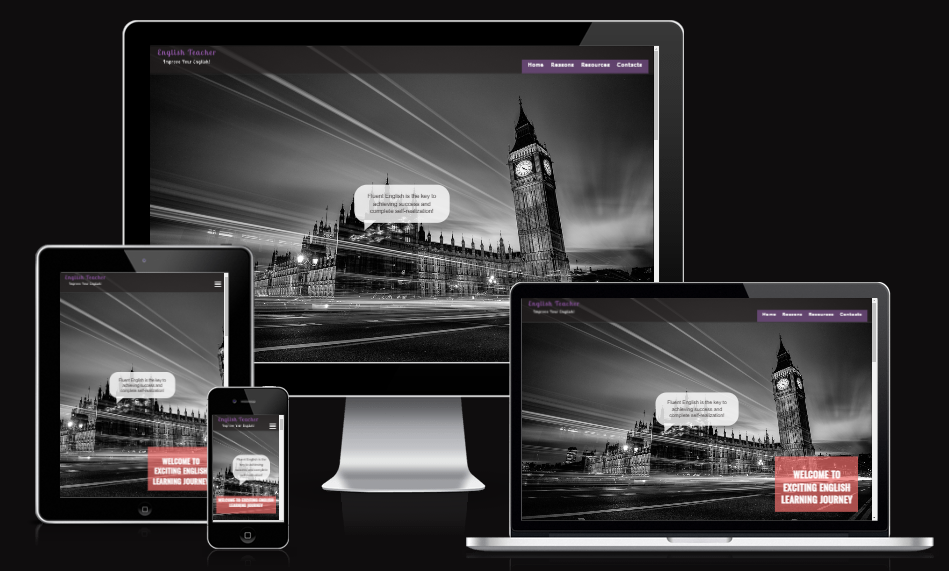 English Teacher
Improve Your English!
Home Reasons Resources Contacts
Fluent English is the key to
achieving success and
complete self-realization!
English Teacher
Improve Your English!
Fluent English is the key to
achieving success and
complete self-realization!
WELCOME TO
EXCITING ENGLISH
LEARNING JOURNEY
English Teacher
Improve Your English!
Fluent English is the key
to achieving
success and complete
self-realization!
WELCOME TO EXCITING ENGLISH
LEARNING JOURNEY
English Teacher
Improve Your English!
Home Reasons Resources Contacts
Fluent English is the key to
achieving success and
complete self-realization!
WELCOME TO
EXCITING ENGLISH
LEARNING JOURNEY